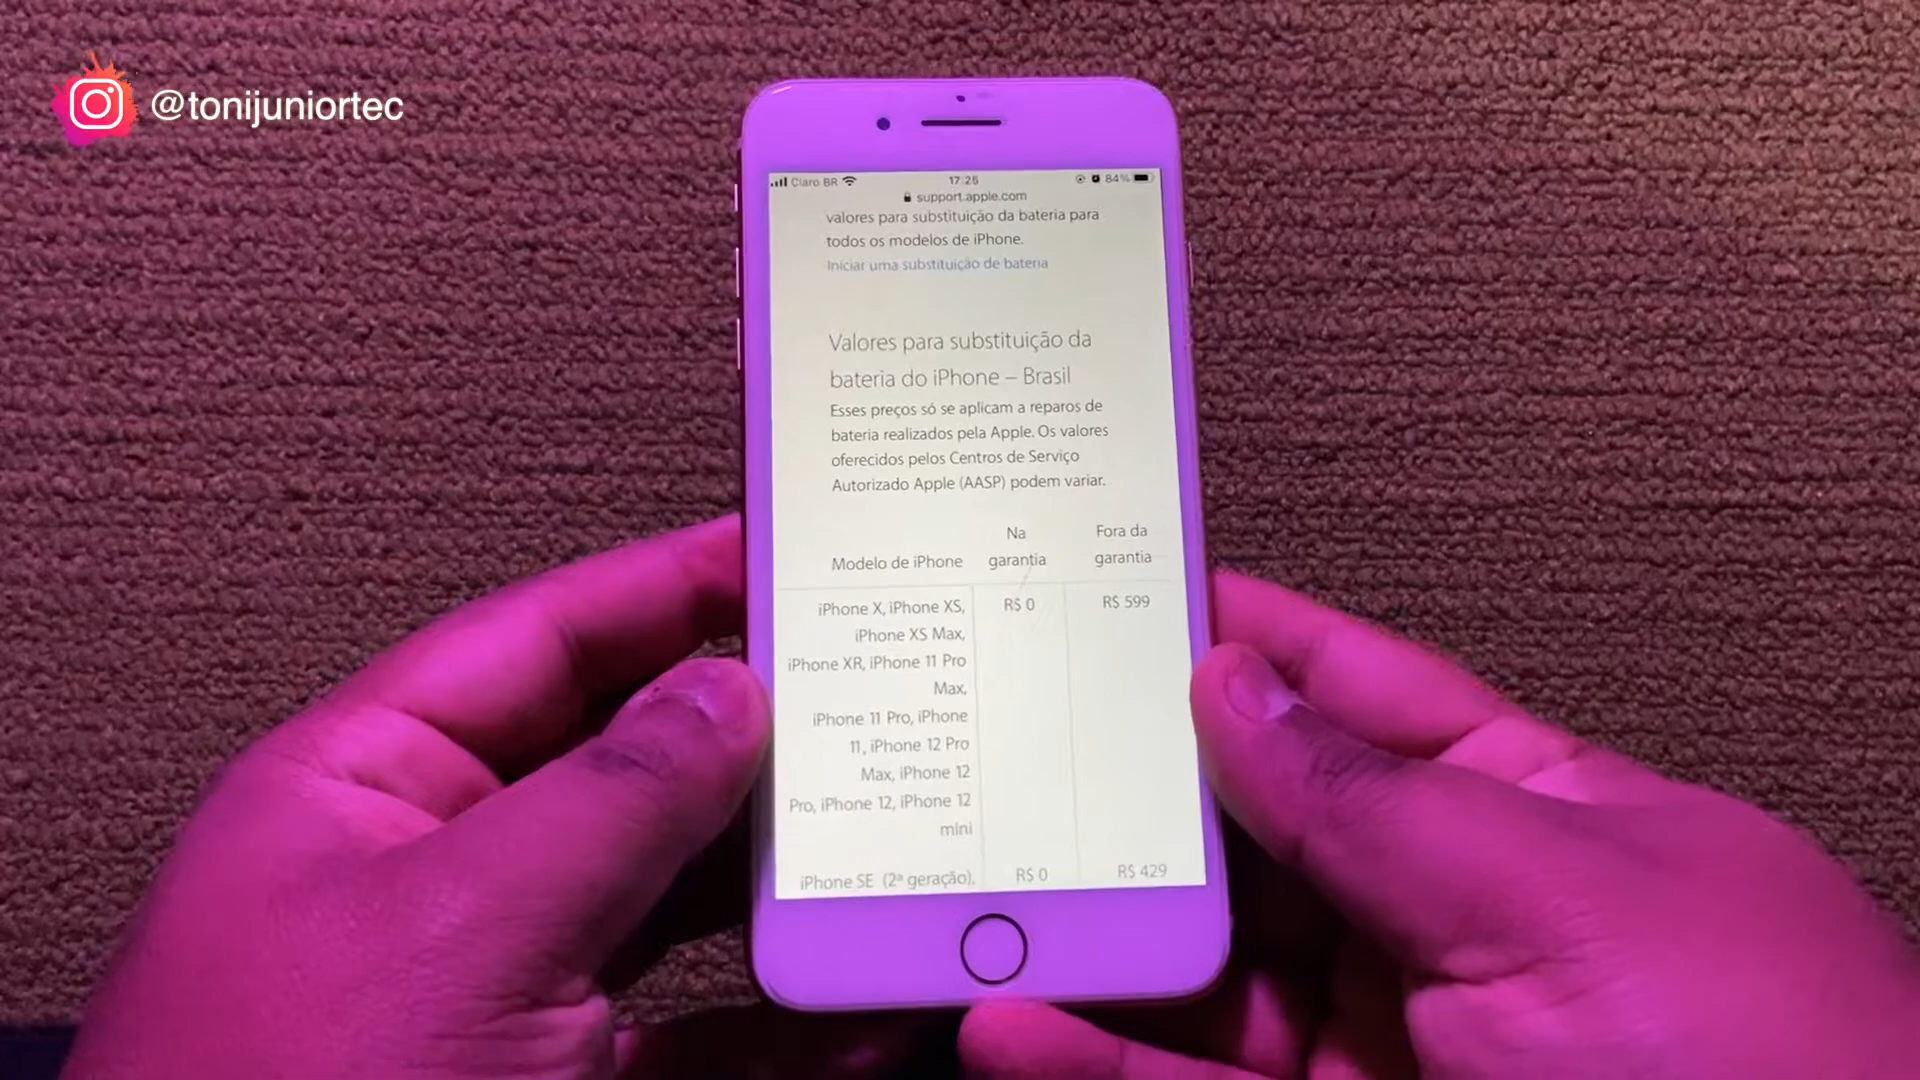 @tonijuniortec
Claro BR 17:25 84%
support.apple.com
valores para substituição da bateria para
todos os modelos de iPhone.
Iniciar uma substituição de bateria
Valores para substituição da
bateria do iPhone – Brasil
Esses preços só se aplicam a reparos de
bateria realizados pela Apple. Os valores
oferecidos pelos Centros de Serviço
Autorizado Apple (AASP) podem variar.
Modelo de iPhone Na garantia Fora da garantia
iPhone X, iPhone XS, R$ 0 R$ 599
iPhone XS Max,
iPhone XR, iPhone 11 Pro
Max,
iPhone 11 Pro, iPhone
11, iPhone 12 Pro
Max, iPhone 12
Pro, iPhone 12, iPhone 12
mini
iPhone SE (2ª geração), R$ 0 R$ 429